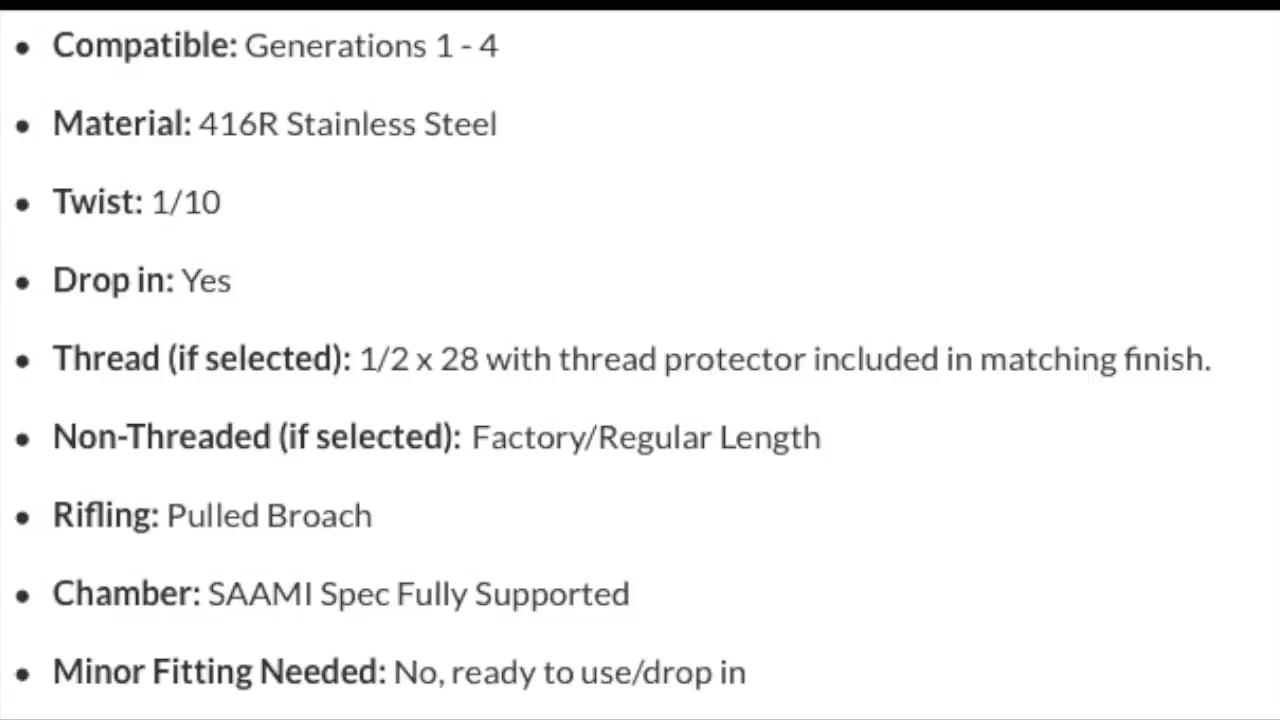 • Compatible: Generations 1 - 4
• Material: 416R Stainless Steel
• Twist: 1/10
• Drop in: Yes
• Thread (if selected): 1/2 x 28 with thread protector included in matching finish.
• Non-Threaded (if selected): Factory/Regular Length
• Rifling: Pulled Broach
• Chamber: SAAMI Spec Fully Supported
• Minor Fitting Needed: No, ready to use/drop in